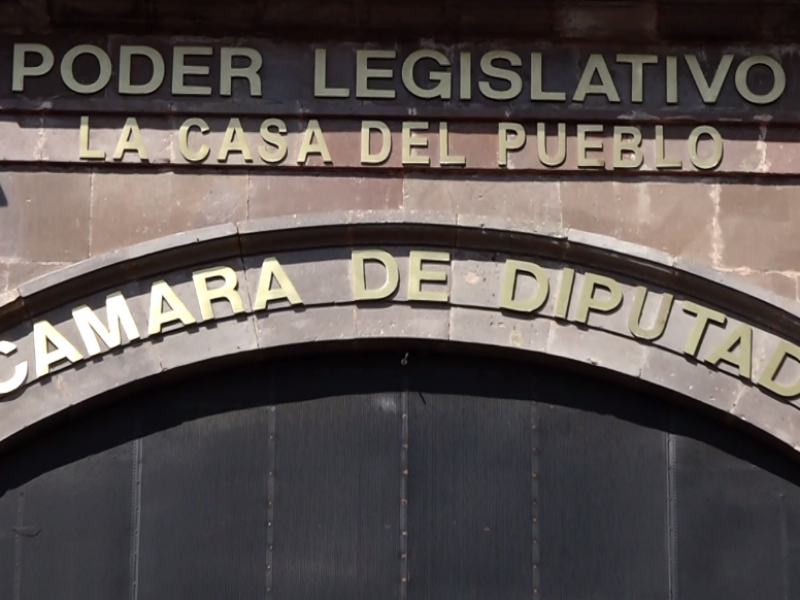 PODER LEGISLATIVO
LA CASA DEL PUEBLO
CAMARA DE DIPUTAD